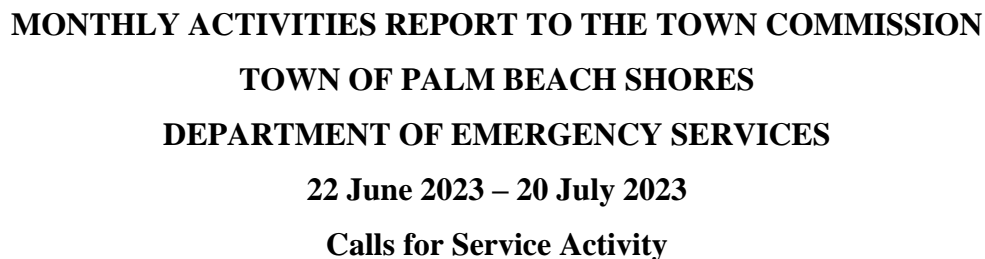 MONTHLY ACTIVITIES REPORT TO THE TOWN COMMISSION
TOWN OF PALM BEACH SHORES
DEPARTMENT OF EMERGENCY SERVICES
22 June 2023 – 20 July 2023
Calls for Service Activity